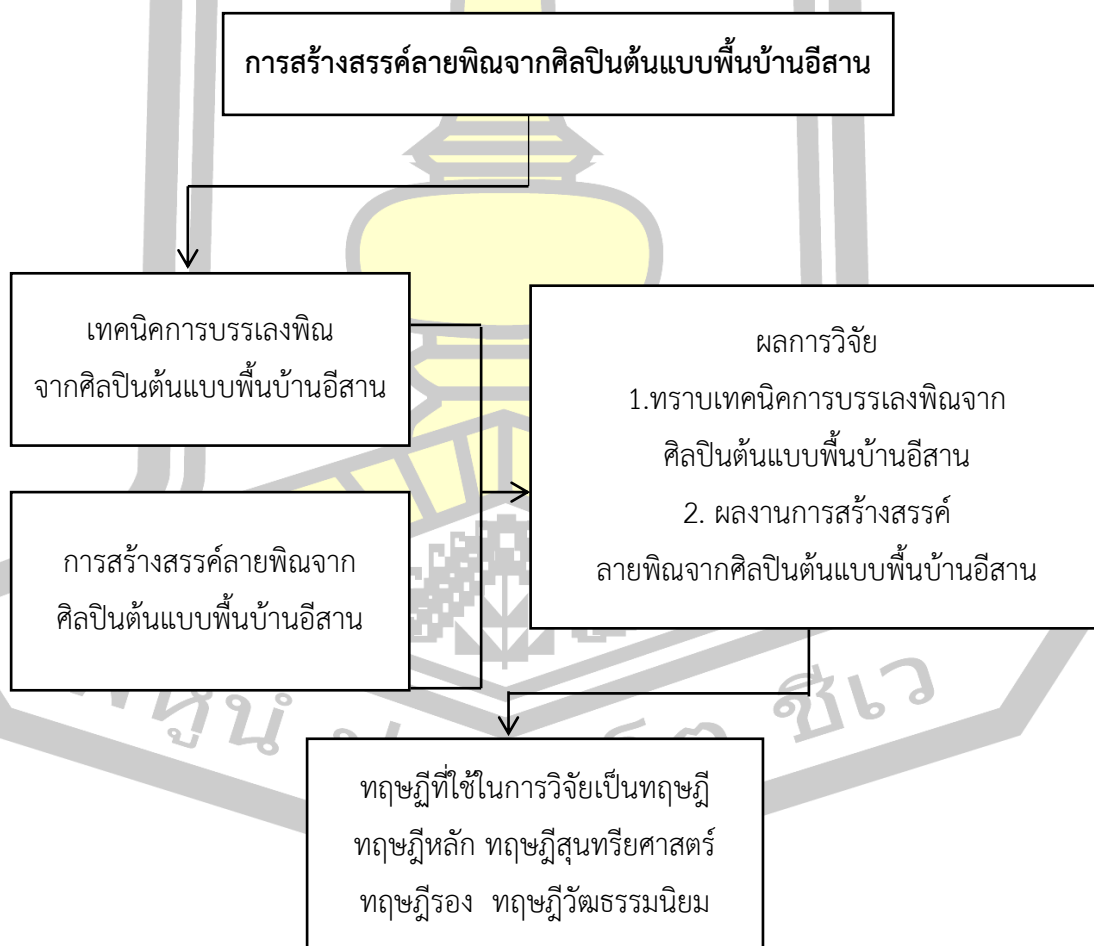 การสร้างสรรค์ลายพิณจากศิลปินต้นแบบพื้นบ้านอีสาน
เทคนิคการบรรเลงพิณ
จากศิลปินต้นแบบพื้นบ้านอีสาน
การสร้างสรรค์ลายพิณจาก
ศิลปินต้นแบบพื้นบ้านอีสาน
ผลการวิจัย
1.ทราบเทคนิคการบรรเลงพิณจาก
ศิลปินต้นแบบพื้นบ้านอีสาน
2. ผลงานการสร้างสรรค์
ลายพิณจากศิลปินต้นแบบพื้นบ้านอีสาน
ทฤษฏีที่ใช้ในการวิจัยเป็นทฤษฎี
ทฤษฎีหลัก ทฤษฎีสุนทรียศาสตร์
ทฤษฎีรอง ทฤษฎีวัฒธรรมนิยม
ชีเว